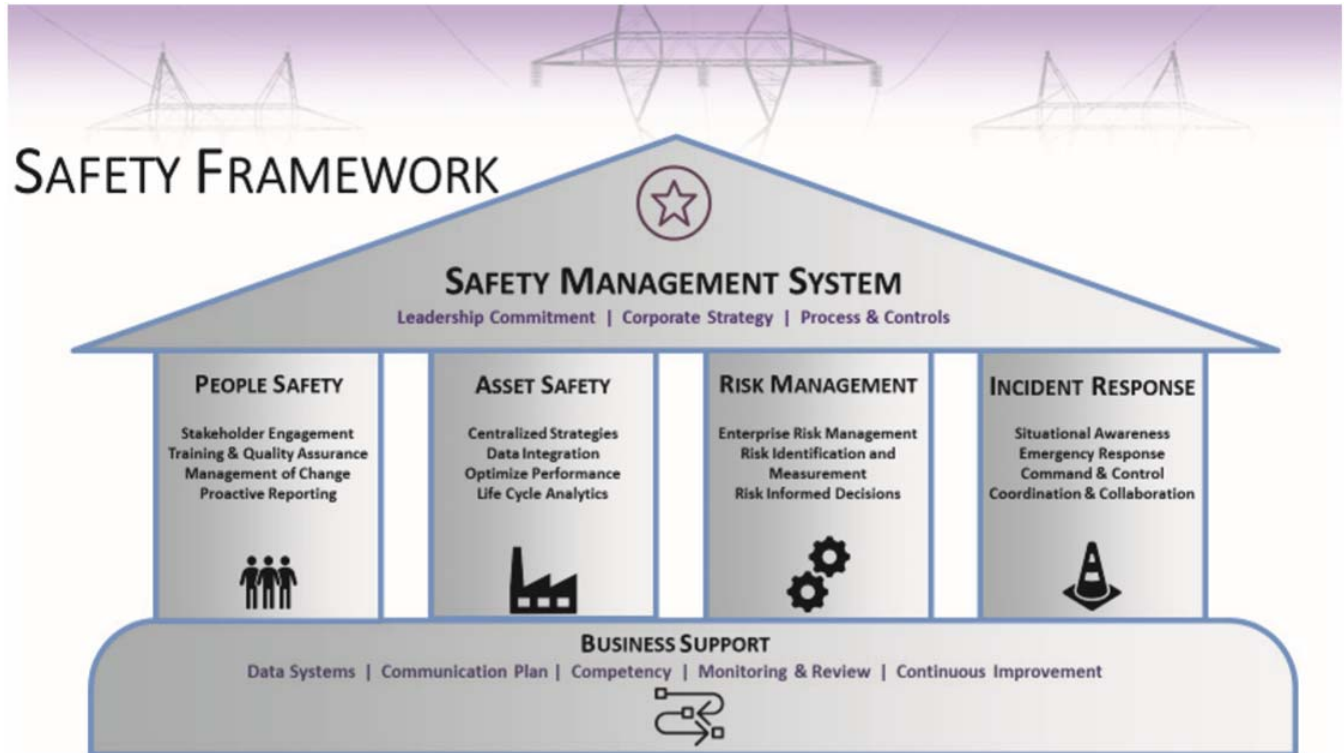 SAFETY FRAMEWORK
SAFETY MANAGEMENT SYSTEM
Leadership Commitment | Corporate Strategy | Process & Controls
PEOPLE SAFETY
Stakeholder Engagement
Training & Quality Assurance
Management of Change
Proactive Reporting
ASSET SAFETY
Centralized Strategies
Data Integration
Optimize Performance
Life Cycle Analytics
RISK MANAGEMENT
Enterprise Risk Management
Risk Identification and
Measurement
Risk Informed Decisions
INCIDENT RESPONSE
Situational Awareness
Emergency Response
Command & Control
Coordination & Collaboration
BUSINESS SUPPORT
Data Systems | Communication Plan | Competency | Monitoring & Review | Continuous Improvement